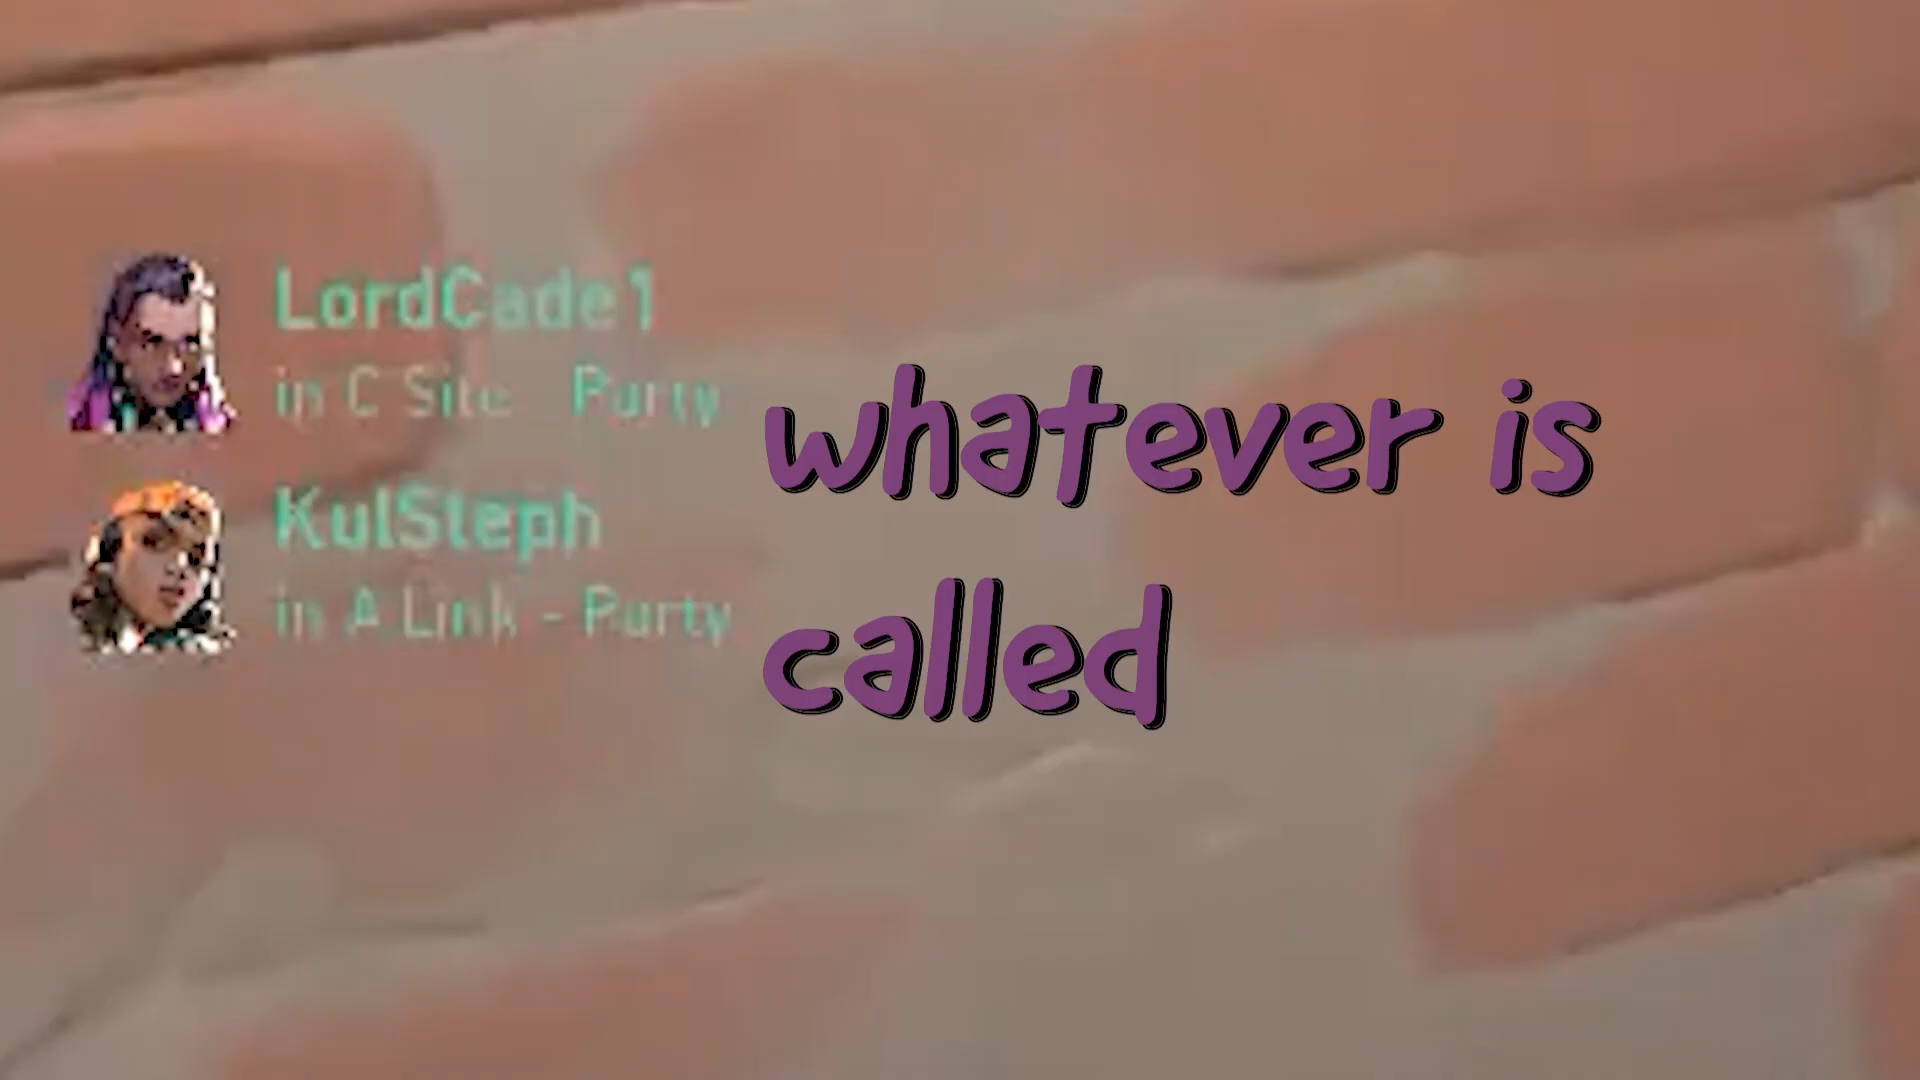 LordCade1
in C Site - Party
KulSteph
in A Link - Party
whatever is
called